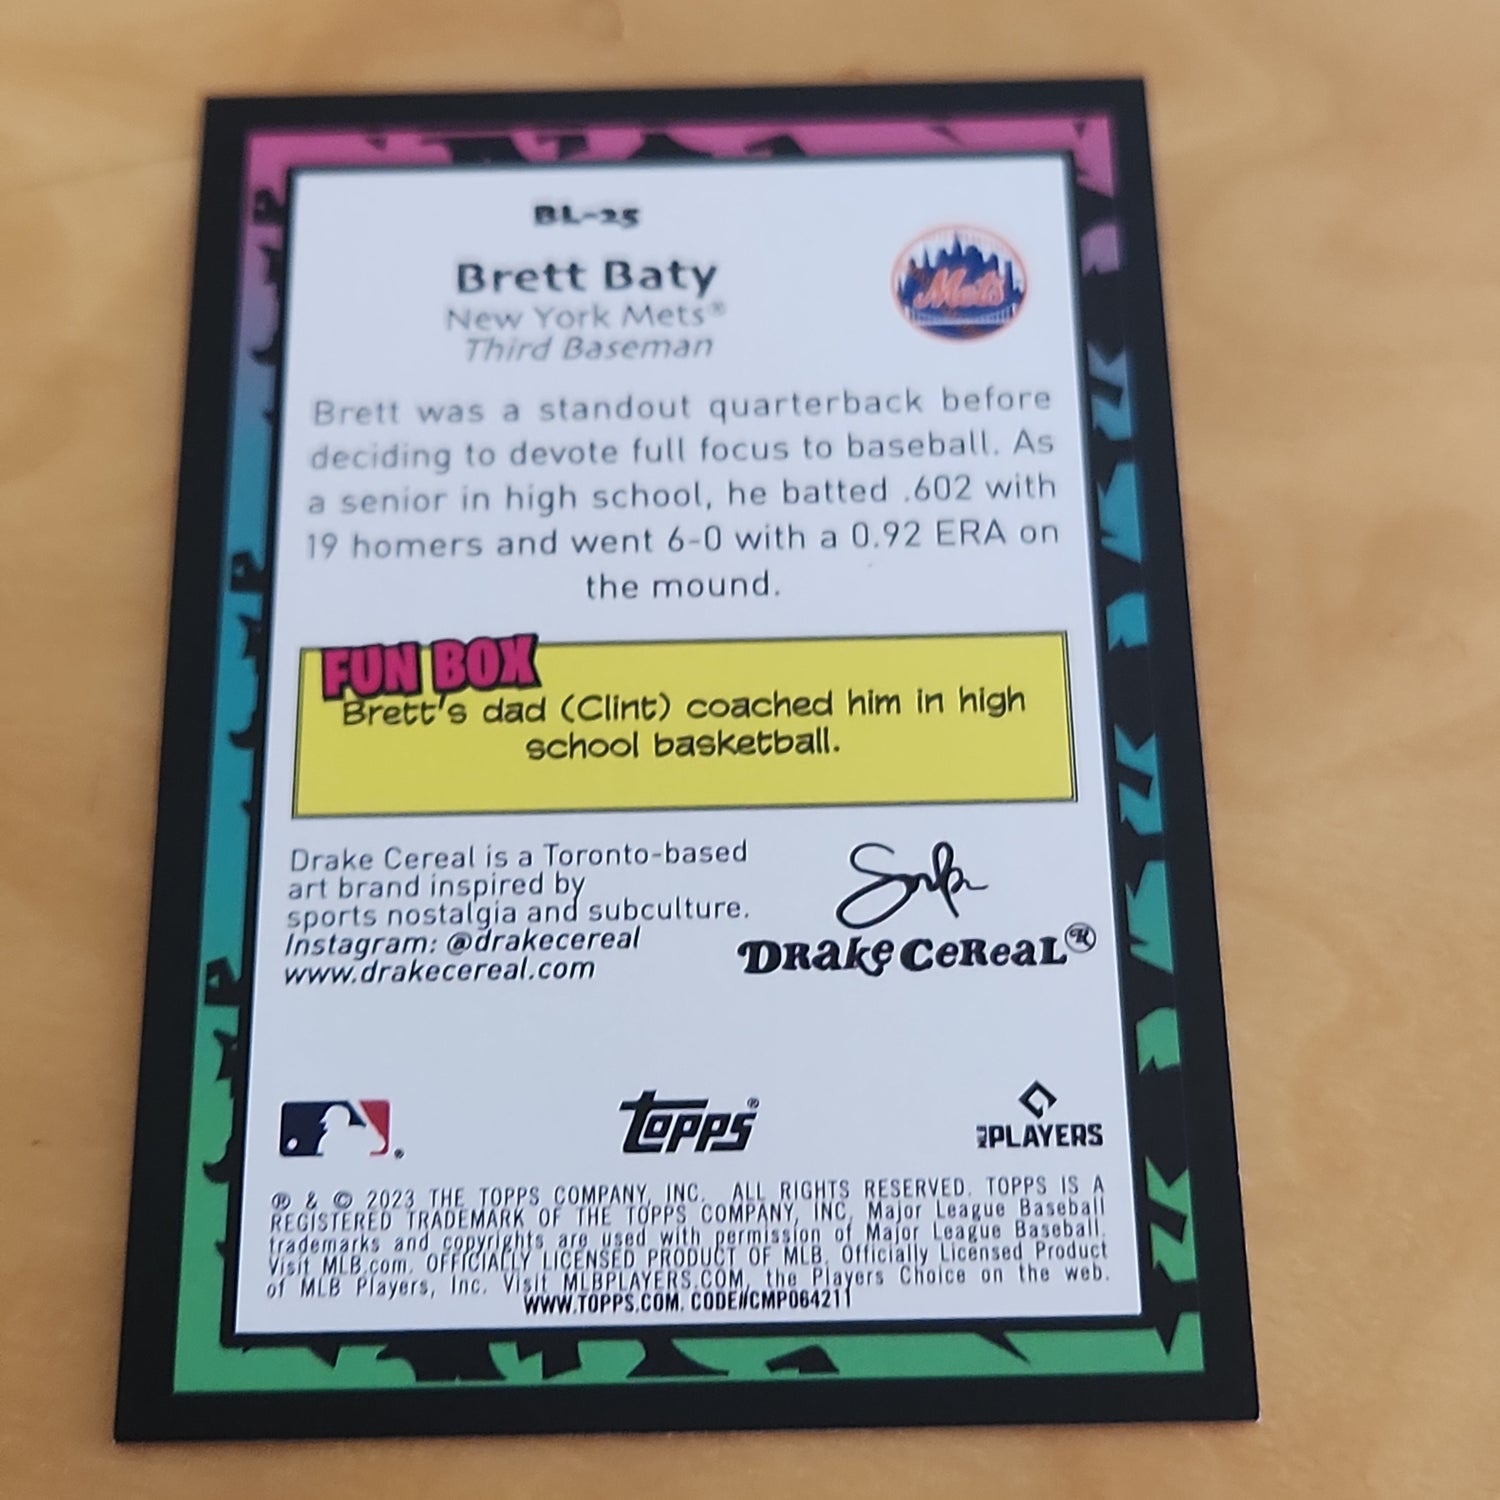 BL-25
Brett Baty
New York Mets®
Third Baseman
Mets
Brett was a standout quarterback before
deciding to devote full focus to baseball. As
a senior in high school, he batted .602 with
19 homers and went 6-0 with a 0.92 ERA on
the mound.
FUN BOX
Brett's dad (Clint) coached him in high
school basketball.
Drake Cereal is a Toronto-based
art brand inspired by
sports nostalgia and subculture.
Instagram: @drakecereal
www.drakecereal.com
DRake CeReaL®
topps®
PLAYERS
® & © 2023 THE TOPPS COMPANY, INC. ALL RIGHTS RESERVED. TOPPS IS A
REGISTERED TRADEMARK OF THE TOPPS COMPANY, INC. Major League Baseball
trademarks and copyrights are used with permission of Major League Baseball.
Visit MLB.com. OFFICIALLY LICENSED PRODUCT OF MLB. Officially Licensed Product
of MLB Players, Inc. Visit MLBPLAYERS.COM, the Players Choice on the web.
WWW.TOPPS.COM. CODE#CMP064211